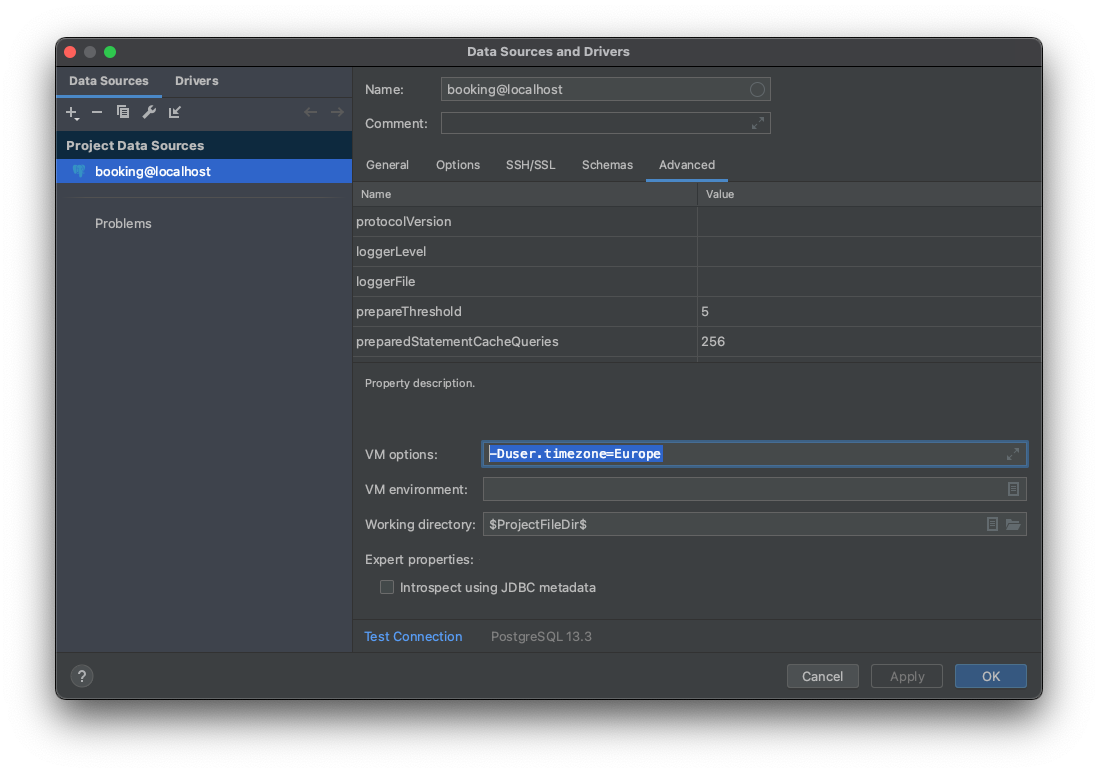 Data Sources and Drivers
Data Sources
Drivers
Project Data Sources
booking@localhost
Problems
Name:
booking@localhost
Comment:
General
Options
SSH/SSL
Schemas
Advanced
Name
Value
protocolVersion
loggerLevel
loggerFile
prepareThreshold
5
preparedStatementCacheQueries
256
Property description.
VM options:
-Duser.timezone=Europe
VM environment:
Working directory:
$ProjectFileDir$
Expert properties:
Introspect using JDBC metadata
Test Connection
PostgreSQL 13.3
?
Cancel
Apply
OK